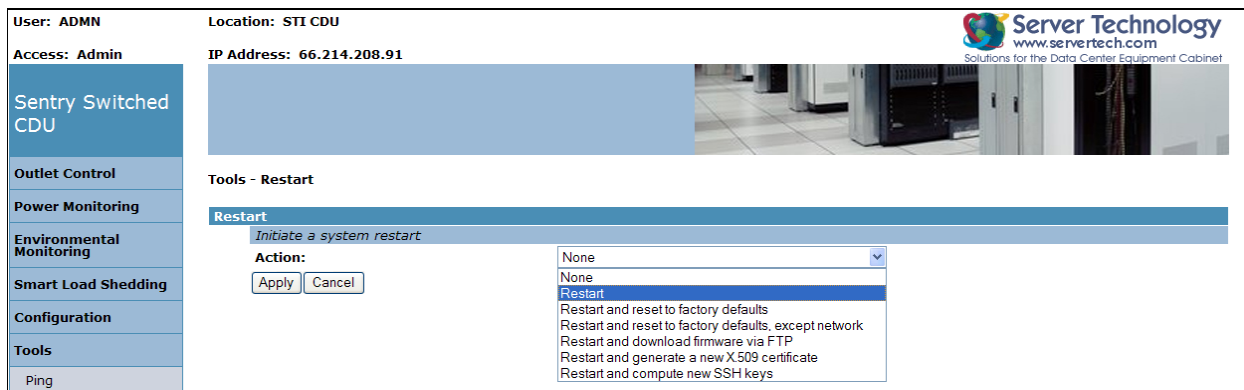 User: ADMN
Location: STI CDU
Server Technology
www.servertech.com
Solutions for the Data Center Equipment Cabinet
Access: Admin
IP Address: 66.214.208.91
Sentry Switched
CDU
Outlet Control
Power Monitoring
Environmental
Monitoring
Smart Load Shedding
Configuration
Tools
Ping
Tools - Restart
Restart
Initiate a system restart
Action:
None
Apply
Cancel
None
Restart
Restart and reset to factory defaults
Restart and reset to factory defaults, except network
Restart and download firmware via FTP
Restart and generate a new X.509 certificate
Restart and compute new SSH keys